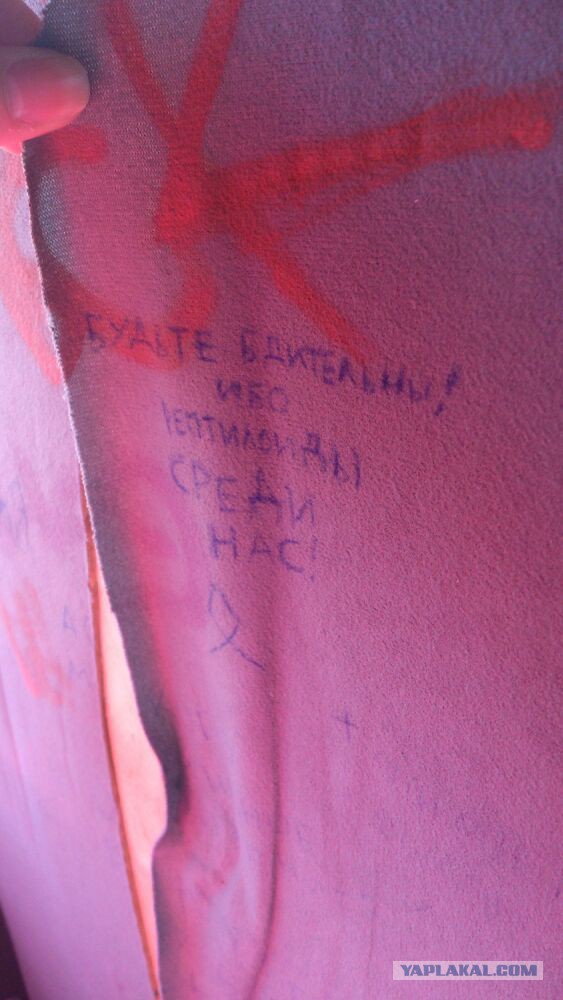 БУДЬТЕ БДИТЕЛЬНЫ!
ИБО
РЕПТИЛОИДЫ
СРЕДИ
НАС!
YAPLAKAL.COM